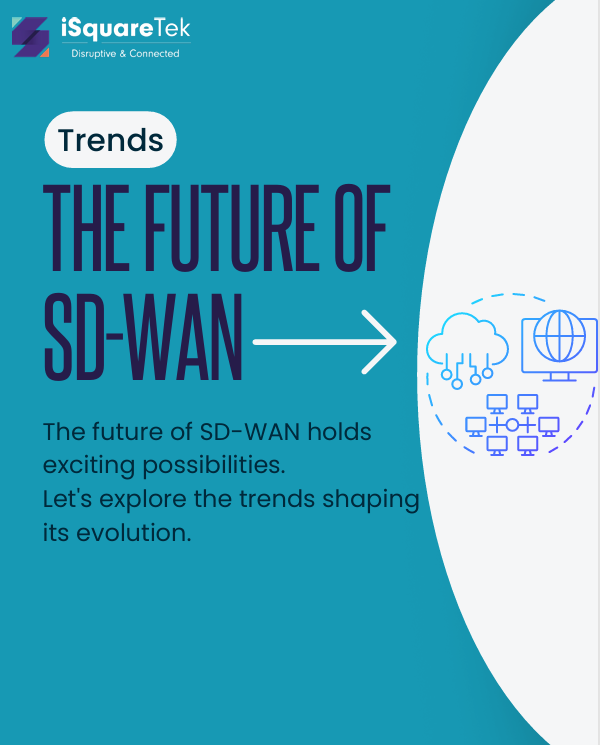 iSquareTek
Disruptive & Connected
Trends
THE FUTURE OF
SD-WAN
The future of SD-WAN holds
exciting possibilities.
Let's explore the trends shaping
its evolution.